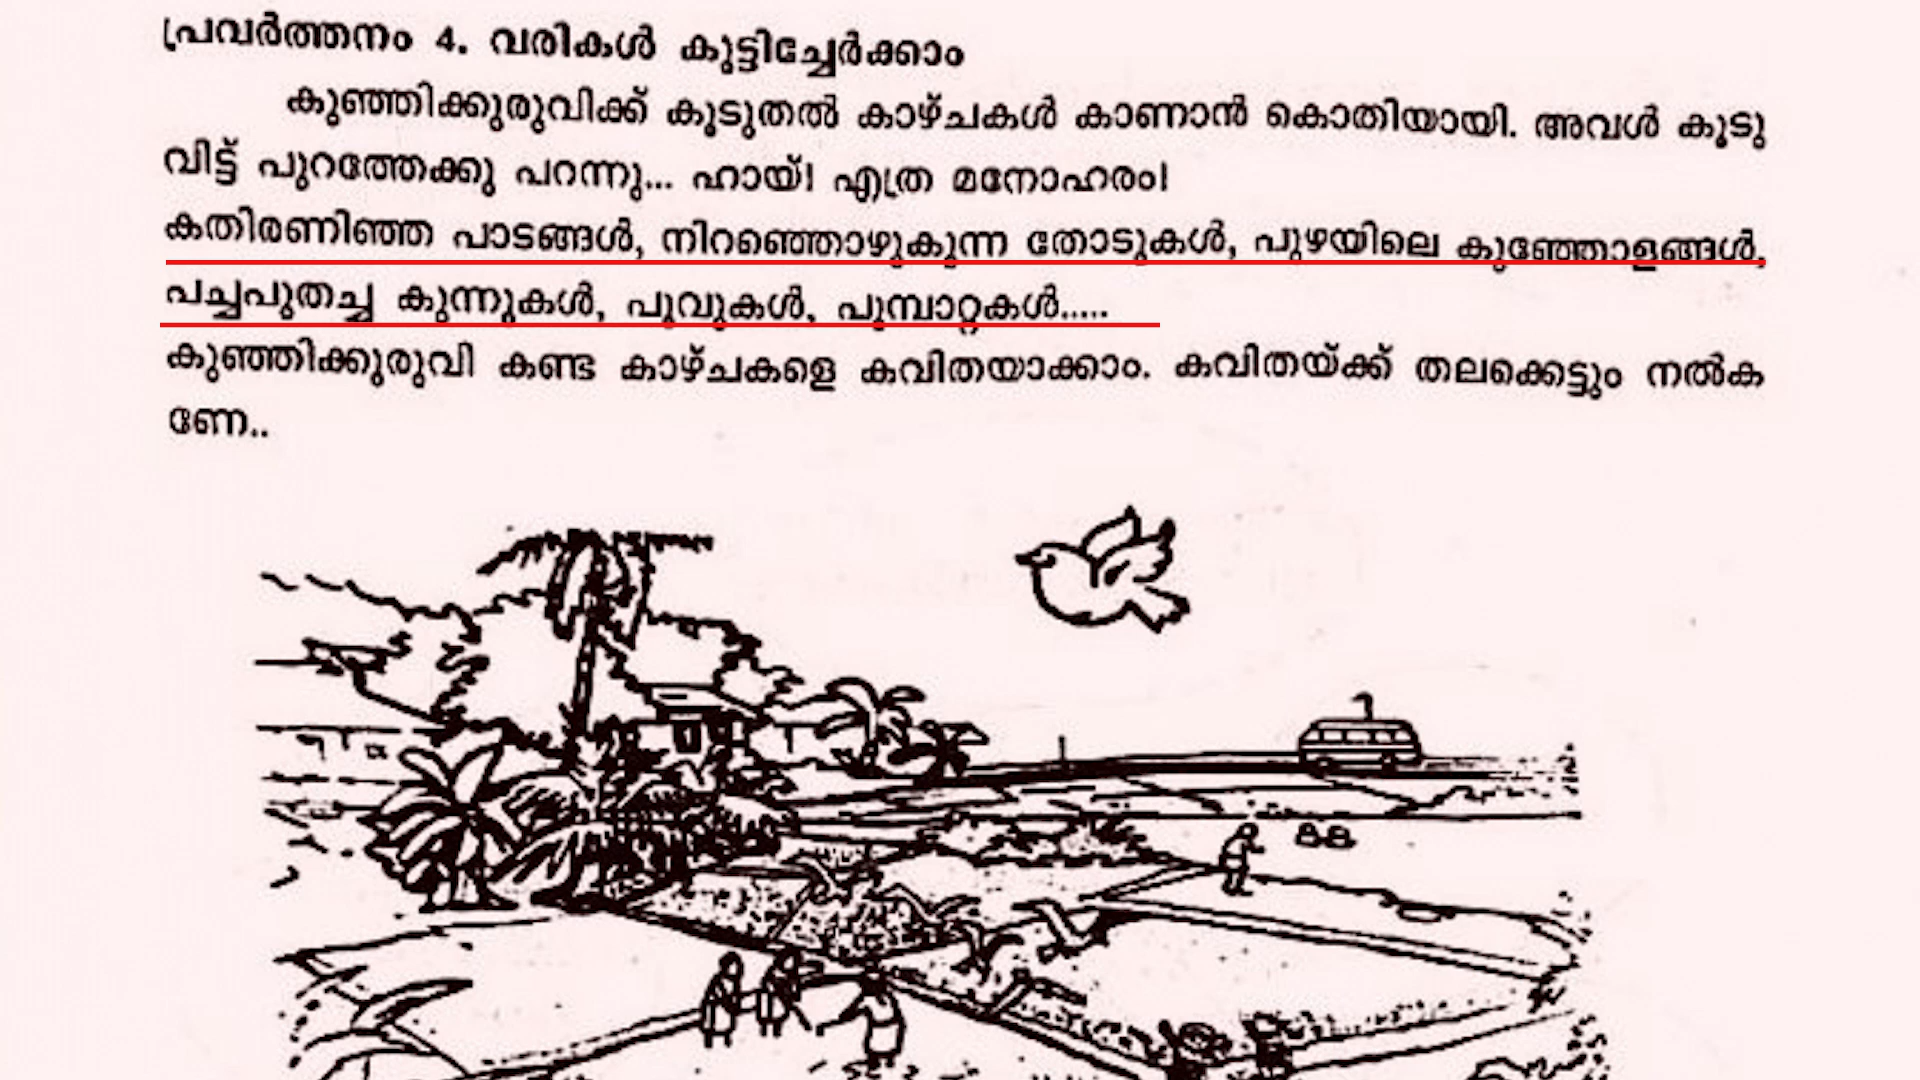 പ്രവർത്തനം 4. വരികൾ കൂട്ടിച്ചേർക്കാം
കുഞ്ഞിക്കുരുവിക്ക് കൂടുതൽ കാഴ്ചകൾ കാണാൻ കൊതിയായി. അവൾ കൂടു
വിട്ട് പുറത്തേക്കു പറന്നു... ഹായ്! എത്ര മനോഹരം!
കതിരണിഞ്ഞ പാടങ്ങൾ, നിറഞ്ഞൊഴുകുന്ന തോടുകൾ, പുഴയിലെ കുഞ്ഞോളങ്ങൾ,
പച്ചപുതച്ച കുന്നുകൾ, പൂവുകൾ, പൂമ്പാറ്റകൾ.....
കുഞ്ഞിക്കുരുവി കണ്ട കാഴ്ചകളെ കവിതയാക്കാം. കവിതയ്ക്ക് തലക്കെട്ടും നൽക
ണേ..